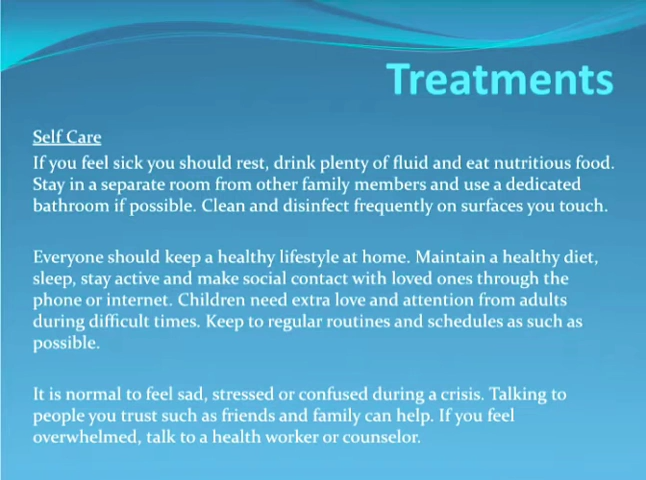 Treatments
Self Care
If you feel sick you should rest, drink plenty of fluid and eat nutritious food.
Stay in a separate room from other family members and use a dedicated
bathroom if possible. Clean and disinfect frequently on surfaces you touch.
Everyone should keep a healthy lifestyle at home. Maintain a healthy diet,
sleep, stay active and make social contact with loved ones through the
phone or internet. Children need extra love and attention from adults
during difficult times. Keep to regular routines and schedules as such as
possible.
It is normal to feel sad, stressed or confused during a crisis. Talking to
people you trust such as friends and family can help. If you feel
overwhelmed, talk to a health worker or counselor.